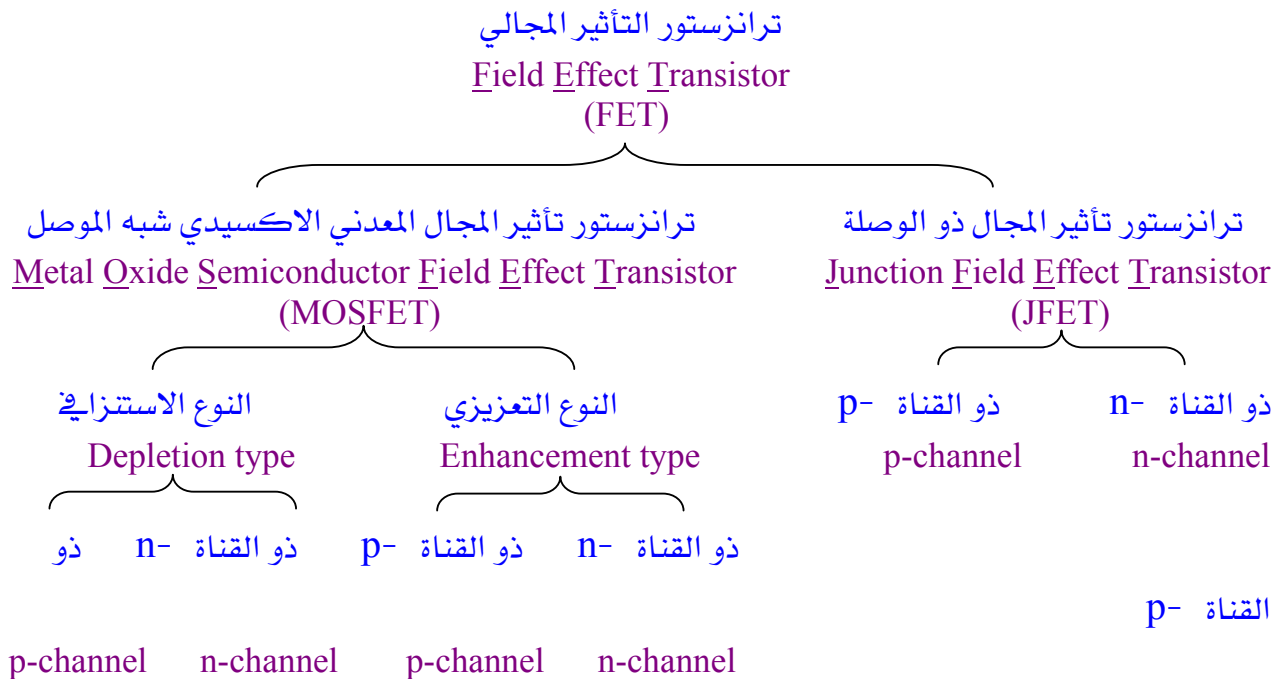 ترانزستور التأثير المجالي
Field Effect Transistor
(FET)
ترانزستور تأثير المجال ذو الوصلة
ترانزستور تأثير المجال المعدني الاكسيدي شبه الموصل
Junction Field Effect Transistor
(JFET)
Metal Oxide Semiconductor Field Effect Transistor
(MOSFET)
ذو القناة -n
ذو القناة -p
النوع التعزيزي
النوع الاستنزافي
n-channel
p-channel
Enhancement type
Depletion type
ذو القناة -n
ذو القناة -p
ذو القناة -n
ذو
القناة -p
p-channel
n-channel
p-channel
n-channel